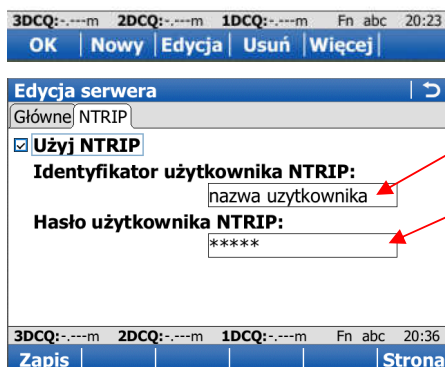 3DCQ:-.---m 2DCQ:-.---m 1DCQ:-.---m Fn abc 20:23
OK Nowy Edycja Usuń Więcej
Edycja serwera
Główne NTRIP
Użyj NTRIP
Identyfikator użytkownika NTRIP:
nazwa uzytkownika
Hasło użytkownika NTRIP:
*****
3DCQ:-.---m 2DCQ:-.---m 1DCQ:-.---m Fn abc 20:36
Zapis Strona